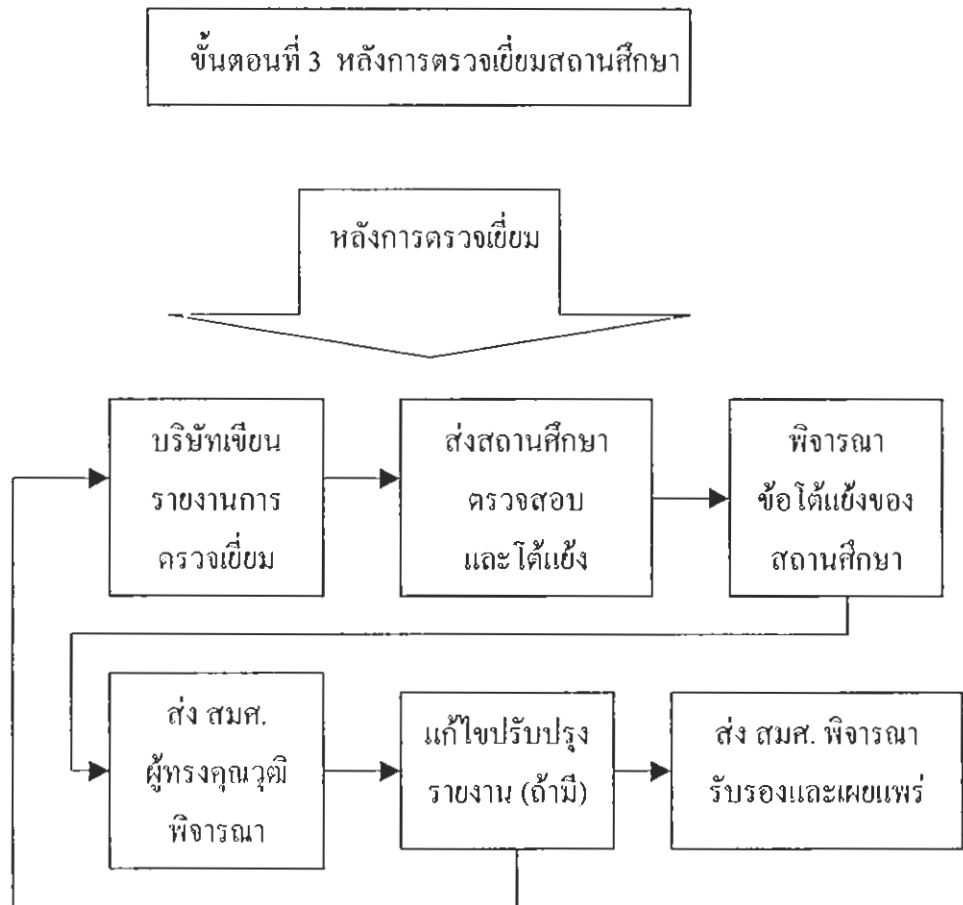 ขั้นตอนที่ 3 หลังการตรวจเยี่ยมสถานศึกษา
หลังการตรวจเยี่ยม
บริษัทเขียน
รายงานการ
ตรวจเยี่ยม
ส่งสถานศึกษา
ตรวจสอบ
และโต้แย้ง
พิจารณา
ข้อโต้แย้งของ
สถานศึกษา
ส่ง สมศ.
ผู้ทรงคุณวุฒิ
พิจารณา
แก้ไขปรับปรุง
รายงาน (ถ้ามี)
ส่ง สมศ. พิจารณา
รับรองและเผยแพร่